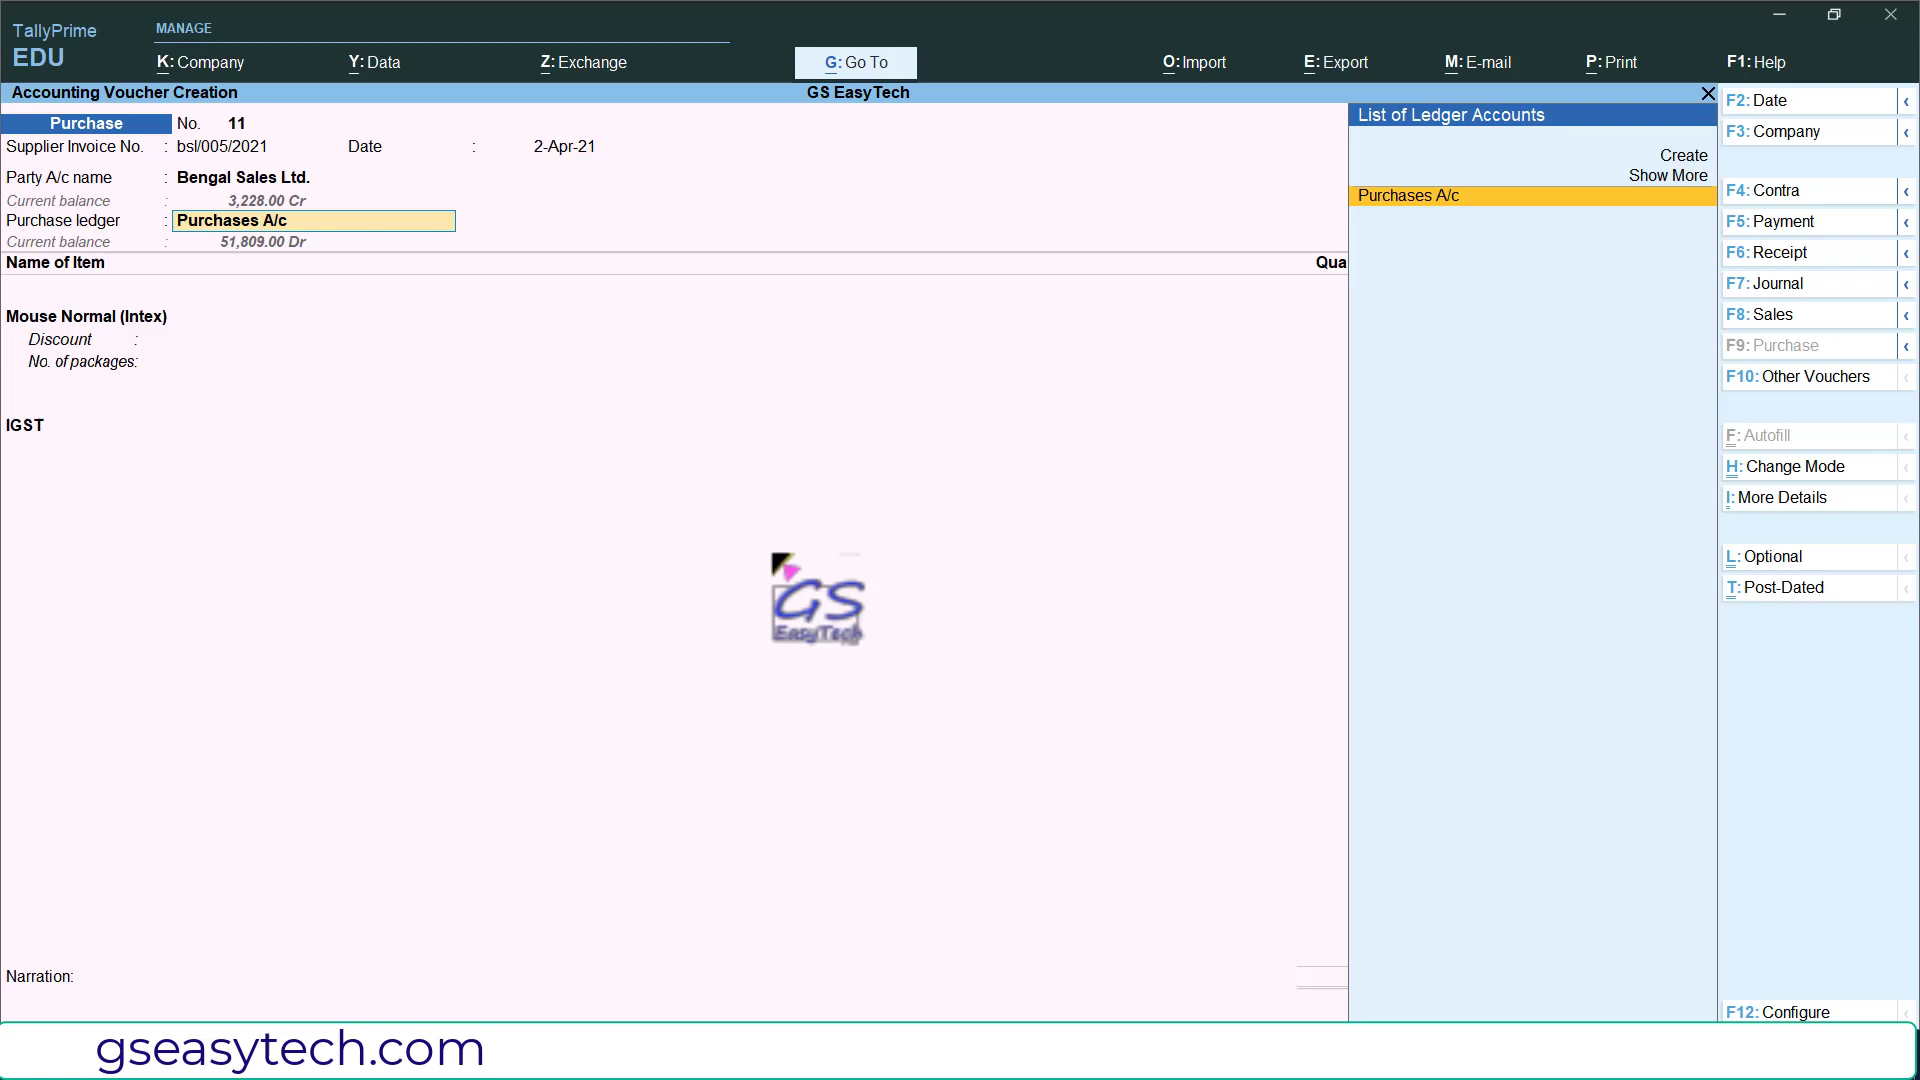 TallyPrime
EDU
MANAGE
K: Company
Y: Data
Z: Exchange
G: Go To
O: Import
E: Export
M: E-mail
P: Print
F1: Help
Accounting Voucher Creation
GS EasyTech
Purchase No. 11
Supplier Invoice No. : bsl/005/2021 Date : 2-Apr-21
Party A/c name : Bengal Sales Ltd.
Current balance : 3,228.00 Cr
Purchase ledger : Purchases A/c
Current balance : 51,809.00 Dr
Name of Item Qua
Mouse Normal (Intex)
Discount :
No. of packages:
IGST
GS
EasyTech
Narration:
List of Ledger Accounts
Create
Show More
Purchases A/c
F2: Date
F3: Company
F4: Contra
F5: Payment
F6: Receipt
F7: Journal
F8: Sales
F9: Purchase
F10: Other Vouchers
F: Autofill
H: Change Mode
I: More Details
L: Optional
T: Post-Dated
F12: Configure
gseasytech.com